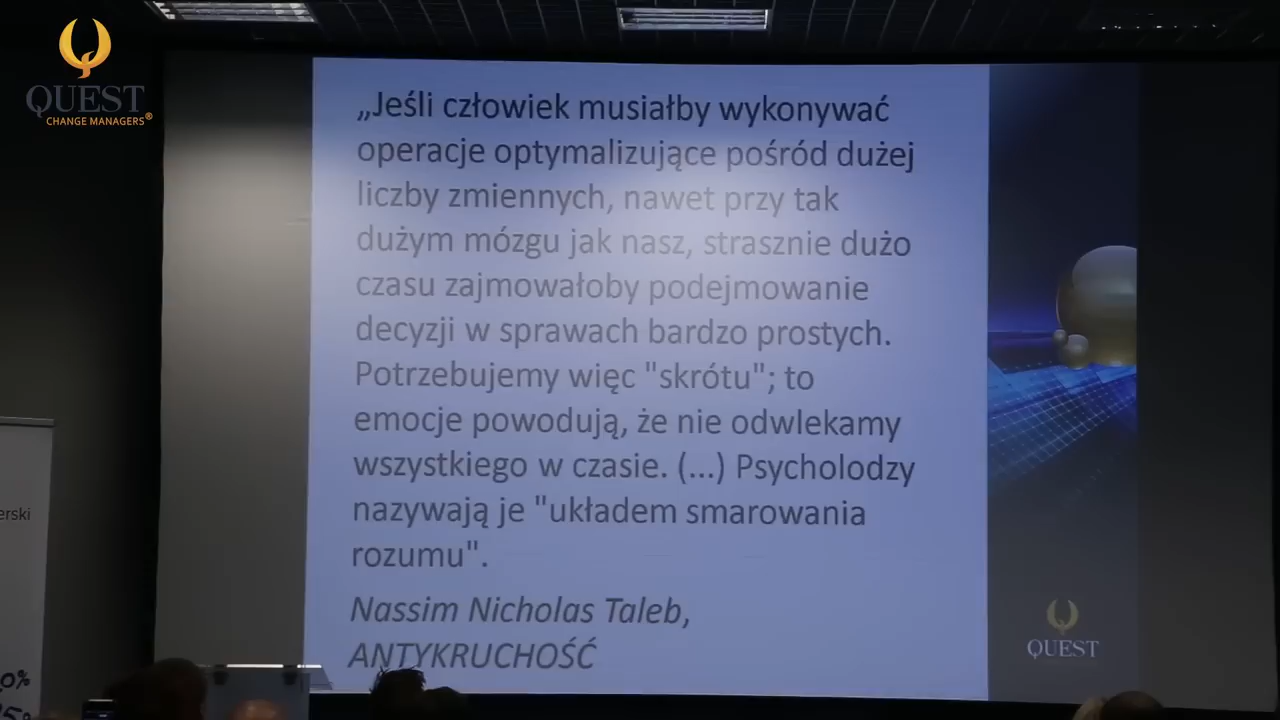 QUEST
CHANGE MANAGERS®
„Jeśli człowiek musiałby wykonywać
operacje optymalizujące pośród dużej
liczby zmiennych, nawet przy tak
dużym mózgu jak nasz, strasznie dużo
czasu zajmowałoby podejmowanie
decyzji w sprawach bardzo prostych.
Potrzebujemy więc "skrótu"; to
emocje powodują, że nie odwlekamy
wszystkiego w czasie. (...) Psycholodzy
nazywają je "układem smarowania
rozumu".
Nassim Nicholas Taleb,
ANTYKRUCHOŚĆ
erski
QUEST